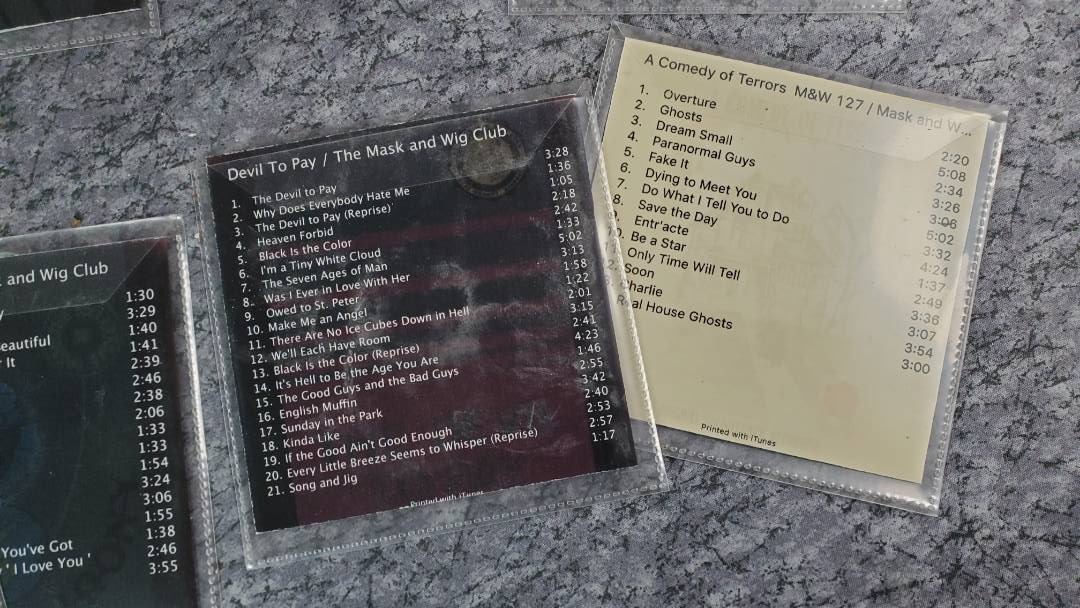 and Wig Club
y 1:30
3:29
eautiful 1:40
It 1:41
2:39
2:46
2:38
2:06
1:33
1:33
1:54
3:24
3:06
1:55
You've Got 1:38
' I Love You ' 2:46
3:55
Devil To Pay / The Mask and Wig Club
1. The Devil to Pay 3:28
2. Why Does Everybody Hate Me 1:36
3. The Devil to Pay (Reprise) 1:05
4. Heaven Forbid 2:18
5. Black Is the Color 2:42
6. I'm a Tiny White Cloud 1:33
7. The Seven Ages of Man 5:02
8. Was I Ever in Love With Her 3:13
9. Owed to St. Peter 1:58
10. Make Me an Angel 1:22
11. There Are No Ice Cubes Down in Hell 2:01
12. We'll Each Have Room 3:15
13. Black Is the Color (Reprise) 2:41
14. It's Hell to Be the Age You Are 4:23
15. The Good Guys and the Bad Guys 1:46
16. English Muffin 2:55
17. Sunday in the Park 3:42
18. Kinda Like 2:40
19. If the Good Ain't Good Enough 2:53
20. Every Little Breeze Seems to Whisper (Reprise) 2:57
21. Song and Jig 1:17
Printed with iTunes
A Comedy of Terrors M&W 127 / Mask and W...
1. Overture 2:20
2. Ghosts 5:08
3. Dream Small 2:34
4. Paranormal Guys 3:26
5. Fake It 3:06
6. Dying to Meet You 5:02
7. Do What I Tell You to Do 3:32
8. Save the Day 4:24
9. Entr'acte 1:37
10. Be a Star 2:49
Only Time Will Tell 3:36
Soon 3:07
Charlie 3:54
Real House Ghosts 3:00
Printed with iTunes